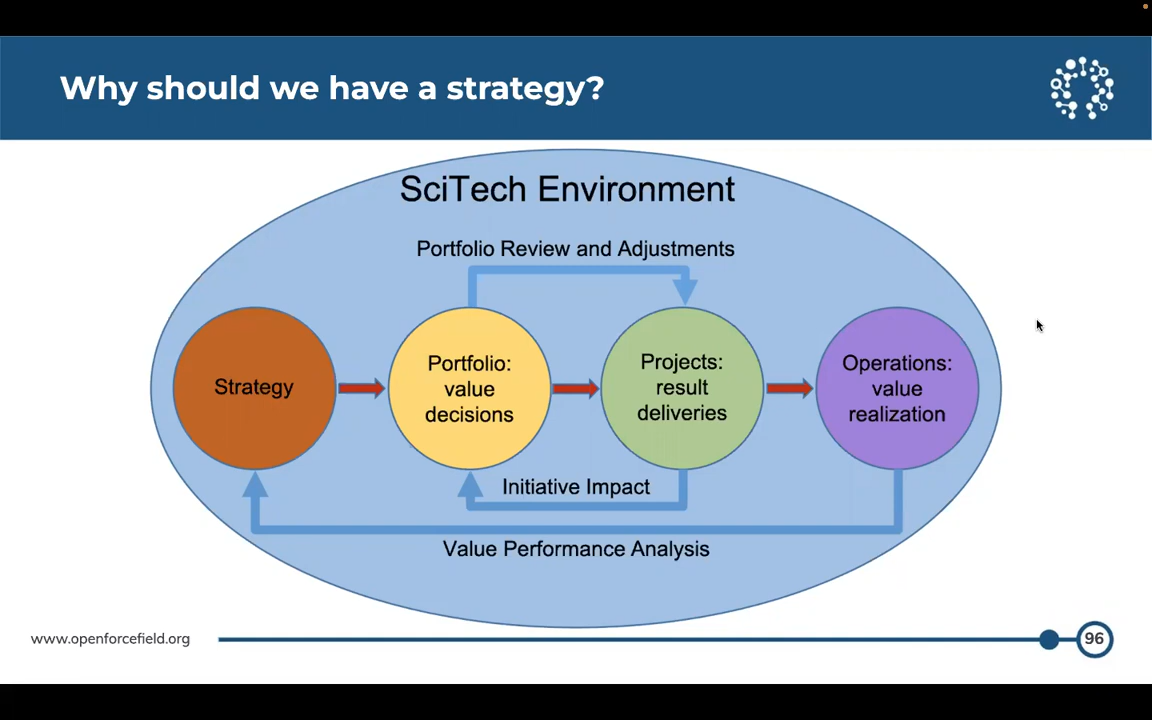 Why should we have a strategy?
SciTech Environment
Portfolio Review and Adjustments
Strategy
Portfolio:
value
decisions
Projects:
result
deliveries
Operations:
value
realization
Initiative Impact
Value Performance Analysis
www.openforcefield.org
96